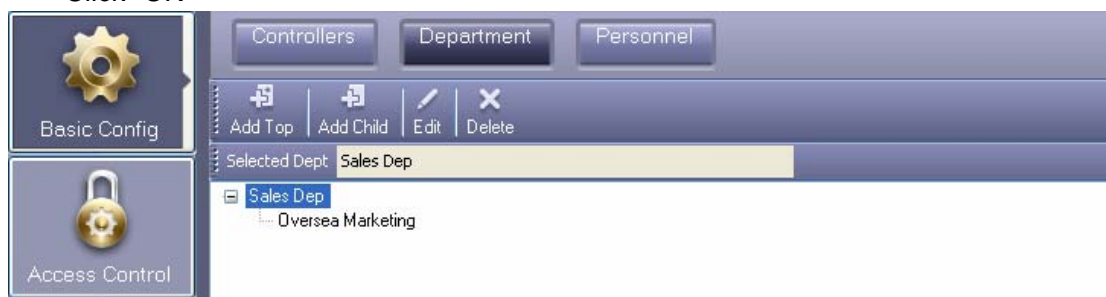 Controllers Department Personnel
Basic Config
Add Top Add Child Edit Delete
Selected Dept Sales Dep
Sales Dep
Oversea Marketing
Access Control